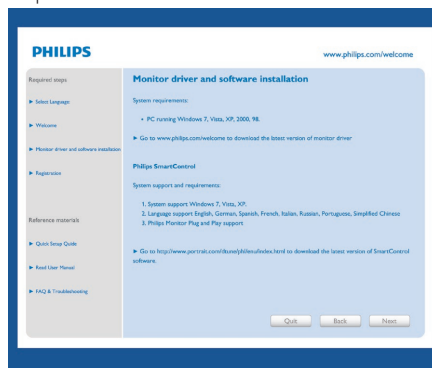 PHILIPS
www.philips.com/welcome
Required steps
Select Language
Welcome
Monitor driver and software installation
Registration
Reference materials
Quick Setup Guide
Read User Manual
FAQ & Troubleshooting
Monitor driver and software installation
System requirements:
• PC running Windows 7, Vista, XP, 2000, 98.
Go to www.philips.com/welcome to download the latest version of monitor driver
Philips SmartControl
System support and requirements:
1. System support Windows 7, Vista, XP.
2. Language support English, German, Spanish, French, Italian, Russian, Portuguese, Simplified Chinese
3. Philips Monitor Plug and Play support
Go to http://www.portrait.com/dtune/phileu/index.html to download the latest version of SmartControl
software.
Quit
Back
Next